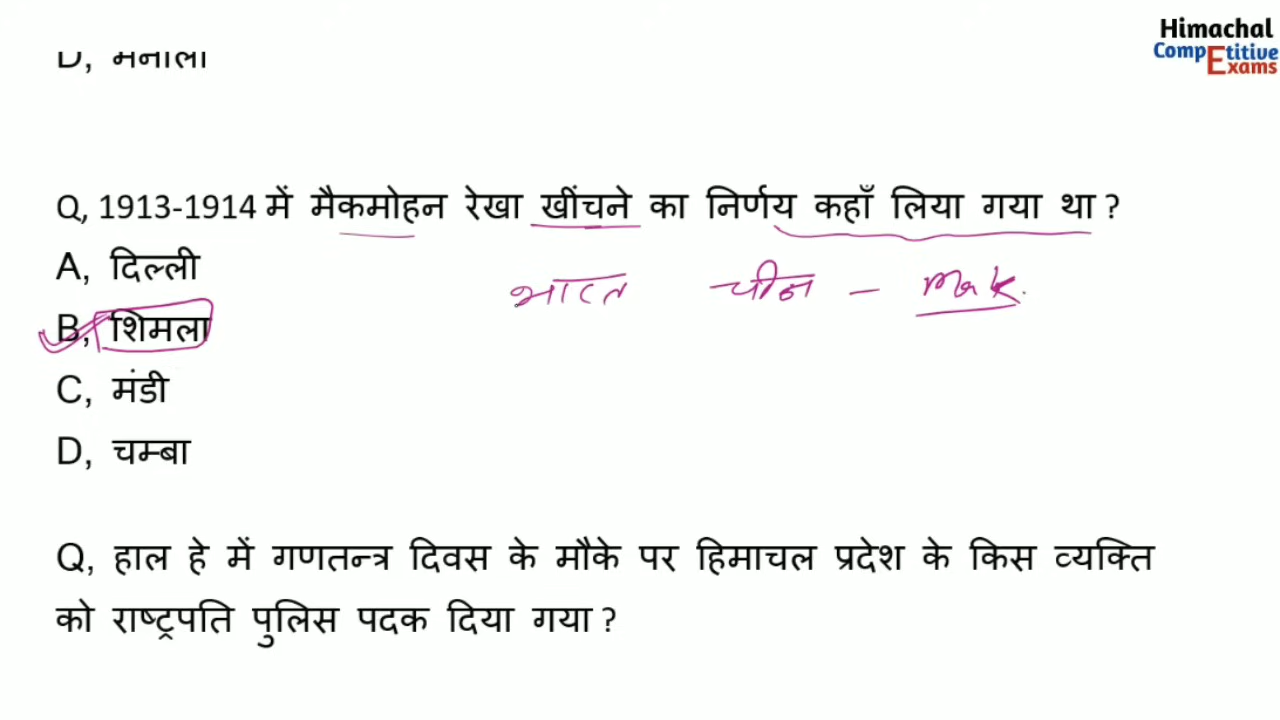 Himachal
Competitive
Exams
D, मनाला
Q, 1913-1914 में मैकमोहन रेखा खींचने का निर्णय कहाँ लिया गया था ?
A, दिल्ली
भारत चीन –
B, शिमला
C, मंडी
D, चम्बा
Q, हाल हे में गणतन्त्र दिवस के मौके पर हिमाचल प्रदेश के किस व्यक्ति
को राष्ट्रपति पुलिस पदक दिया गया ?